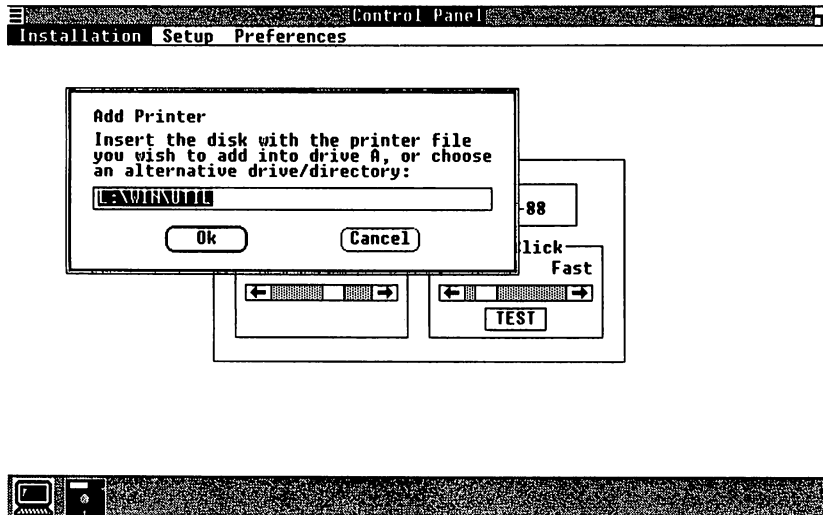 Control Panel
Installation Setup Preferences
Add Printer
Insert the disk with the printer file
you wish to add into drive A, or choose
an alternative drive/directory:
\WIN\UTIL
Ok
Cancel
-88
lick
Fast
TEST